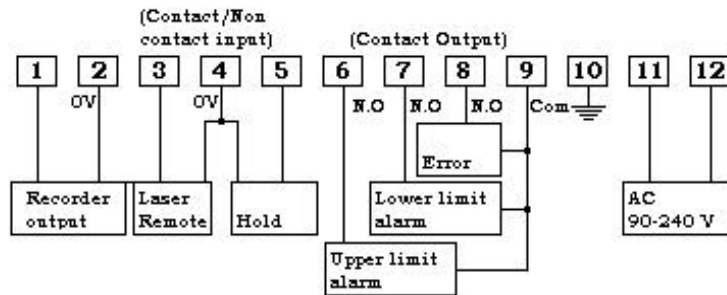 (Contact/Non
contact input)
(Contact Output)
1 2 3 4 5 6 7 8 9 10 11 12
0V 0V N.O N.O N.O Com
Error
Recorder
output
Laser
Remote
Hold
Lower limit
alarm
AC
90-240 V
Upper limit
alarm